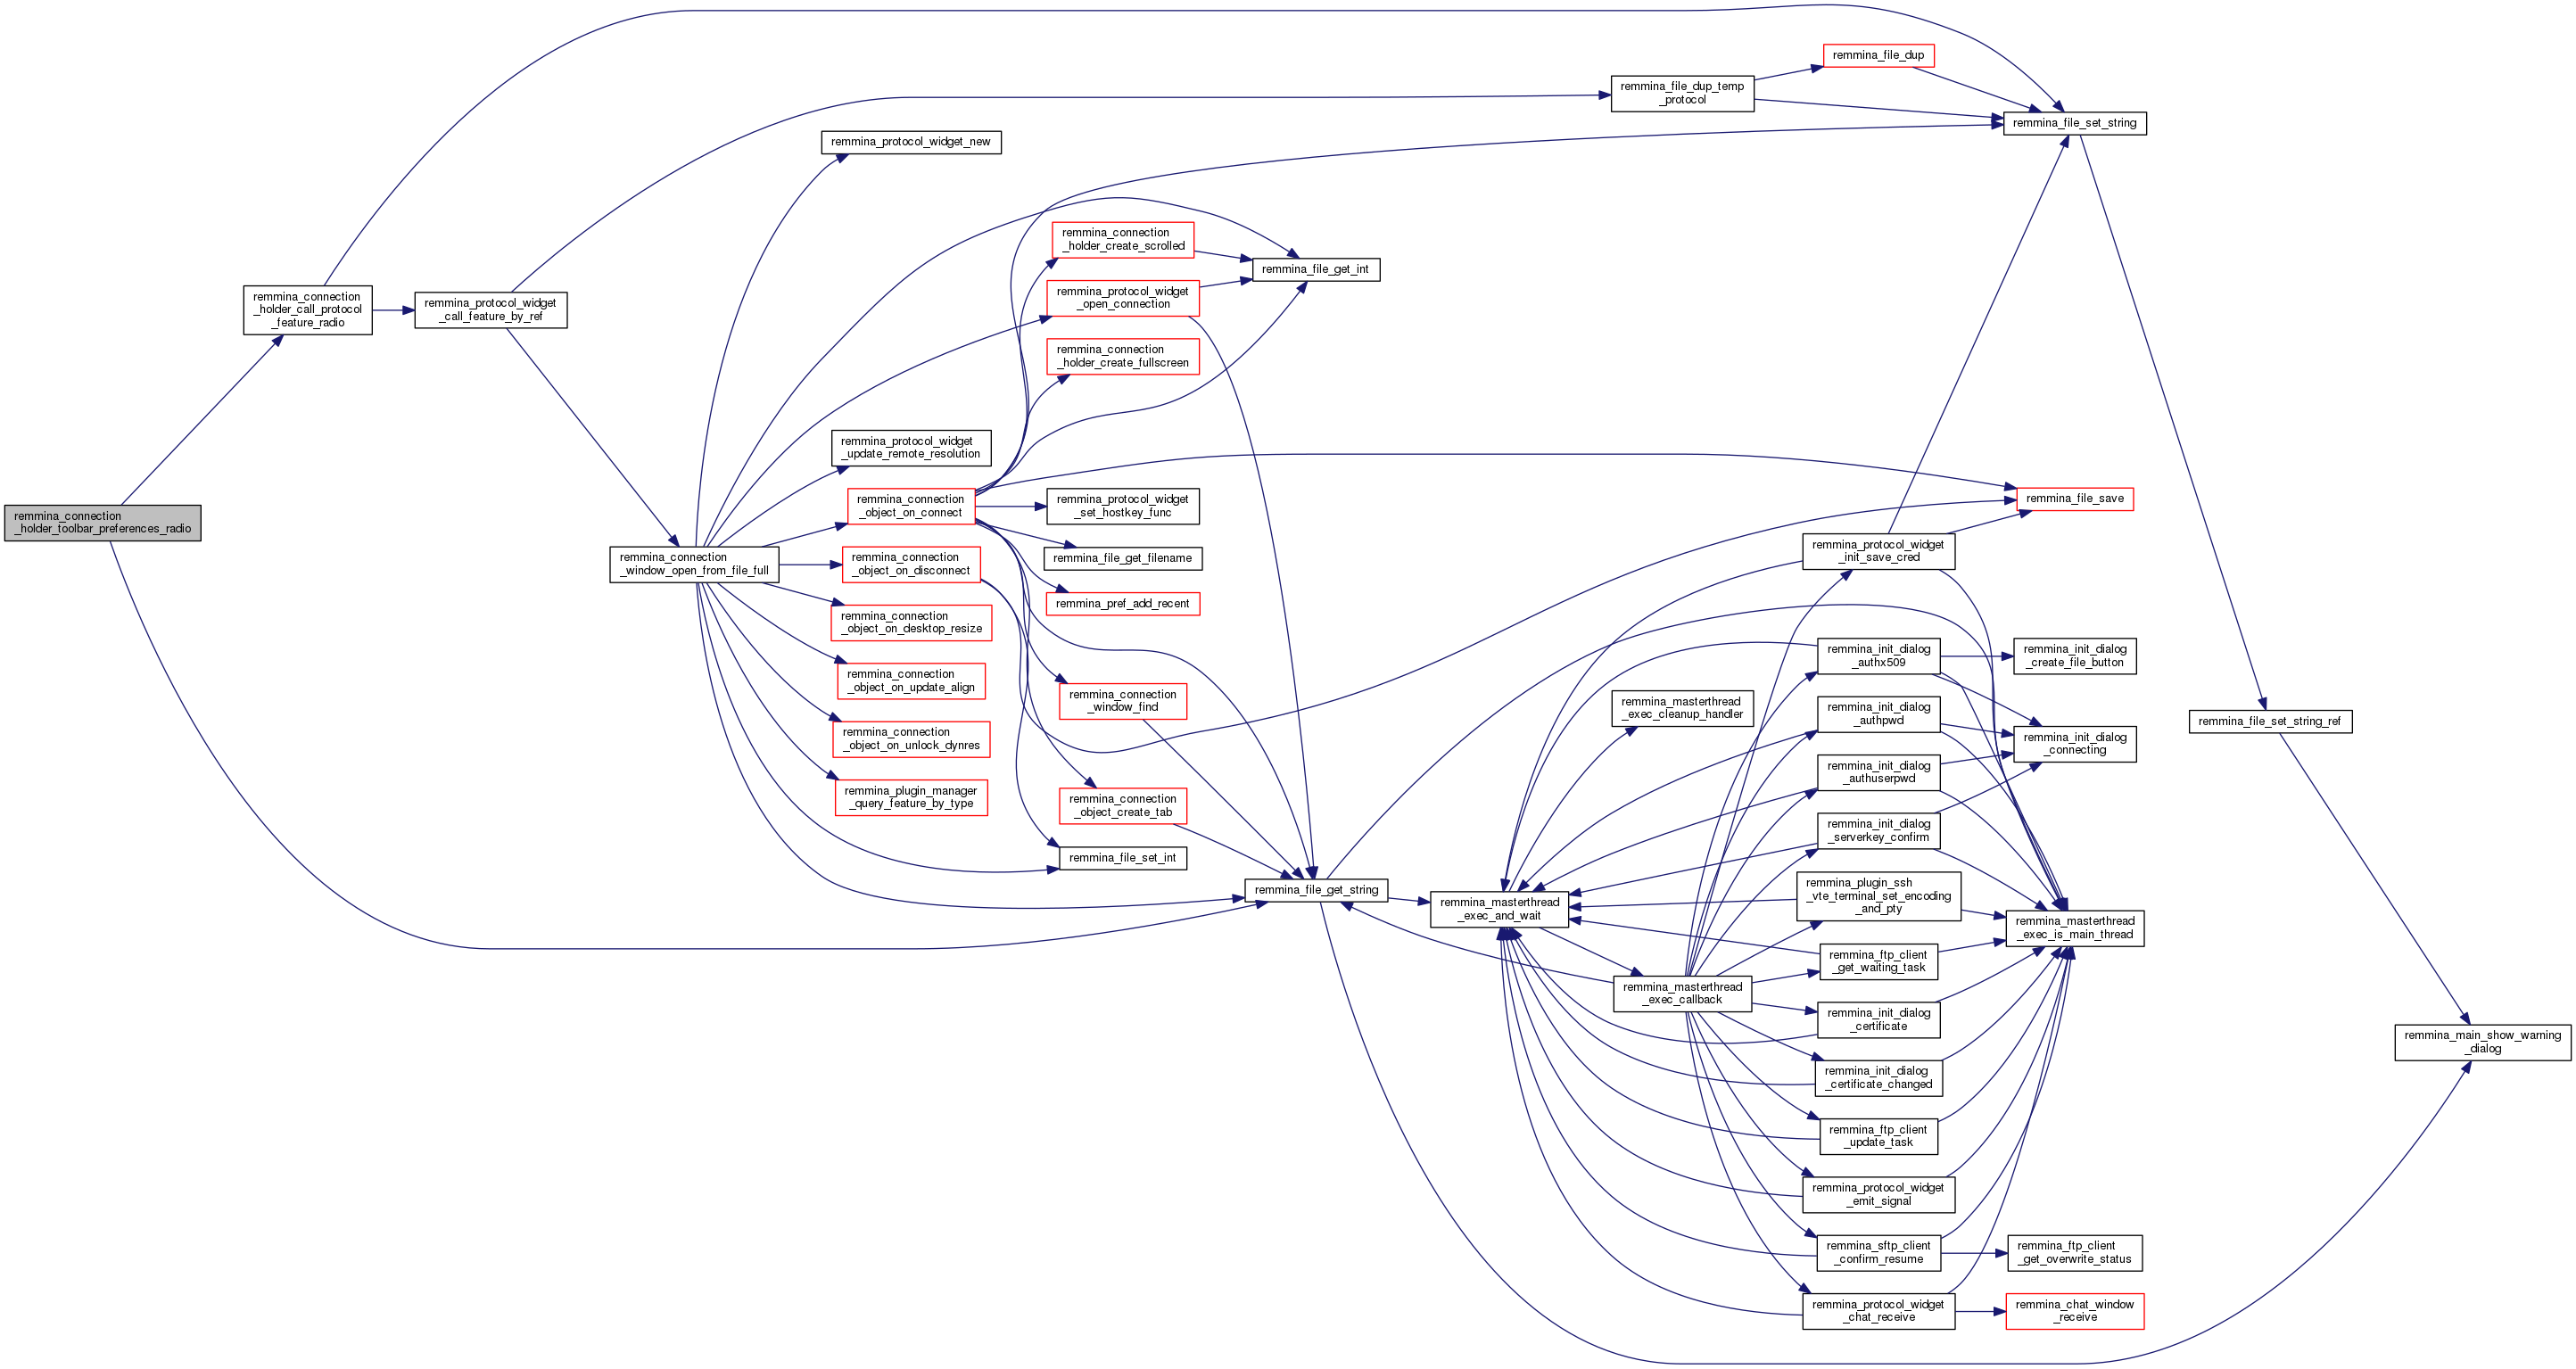 remmina_connection
_holder_toolbar_preferences_radio
remmina_connection
_holder_call_protocol
_feature_radio
remmina_protocol_widget
_call_feature_by_ref
remmina_connection
_window_open_from_file_full
remmina_protocol_widget_new
remmina_protocol_widget
_update_remote_resolution
remmina_connection
_object_on_connect
remmina_connection
_object_on_disconnect
remmina_connection
_object_on_desktop_resize
remmina_connection
_object_on_update_align
remmina_connection
_object_on_unlock_dynres
remmina_plugin_manager
_query_feature_by_type
remmina_connection
_holder_create_scrolled
remmina_protocol_widget
_open_connection
remmina_connection
_holder_create_fullscreen
remmina_protocol_widget
_set_hostkey_func
remmina_file_get_filename
remmina_pref_add_recent
remmina_connection
_window_find
remmina_connection
_object_create_tab
remmina_file_set_int
remmina_file_get_int
remmina_file_get_string
remmina_masterthread
_exec_and_wait
remmina_file_dup_temp
_protocol
remmina_masterthread
_exec_cleanup_handler
remmina_masterthread
_exec_callback
remmina_file_dup
remmina_protocol_widget
_init_save_cred
remmina_init_dialog
_authx509
remmina_init_dialog
_authpwd
remmina_init_dialog
_authuserpwd
remmina_init_dialog
_serverkey_confirm
remmina_plugin_ssh
_vte_terminal_set_encoding
_and_pty
remmina_ftp_client
_get_waiting_task
remmina_init_dialog
_certificate
remmina_init_dialog
_certificate_changed
remmina_ftp_client
_update_task
remmina_protocol_widget
_emit_signal
remmina_sftp_client
_confirm_resume
remmina_protocol_widget
_chat_receive
remmina_file_set_string
remmina_file_save
remmina_init_dialog
_create_file_button
remmina_init_dialog
_connecting
remmina_masterthread
_exec_is_main_thread
remmina_ftp_client
_get_overwrite_status
remmina_chat_window
_receive
remmina_file_set_string_ref
remmina_main_show_warning
_dialog